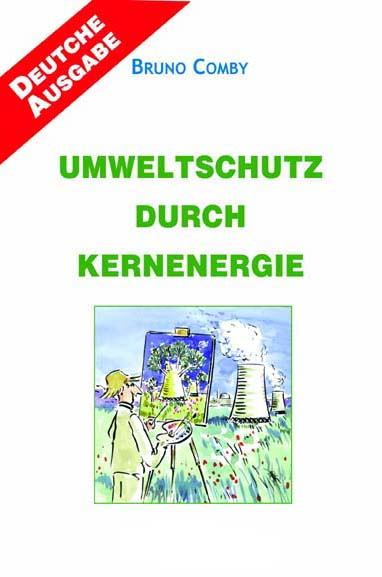 DEUTCHE
AUSGABE
BRUNO COMBY
UMWELTSCHUTZ
DURCH
KERNENERGIE